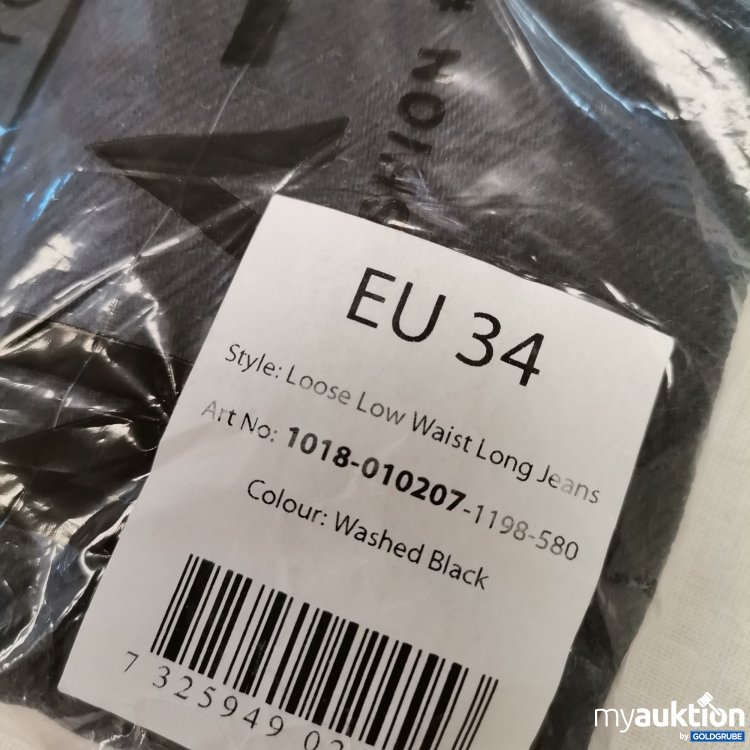 EU 34
Style: Loose Low Waist Long Jeans
Art No: 1018-010207-1198-580
Colour: Washed Black
7 325949 02
myauktion
by GOLDGRUBE